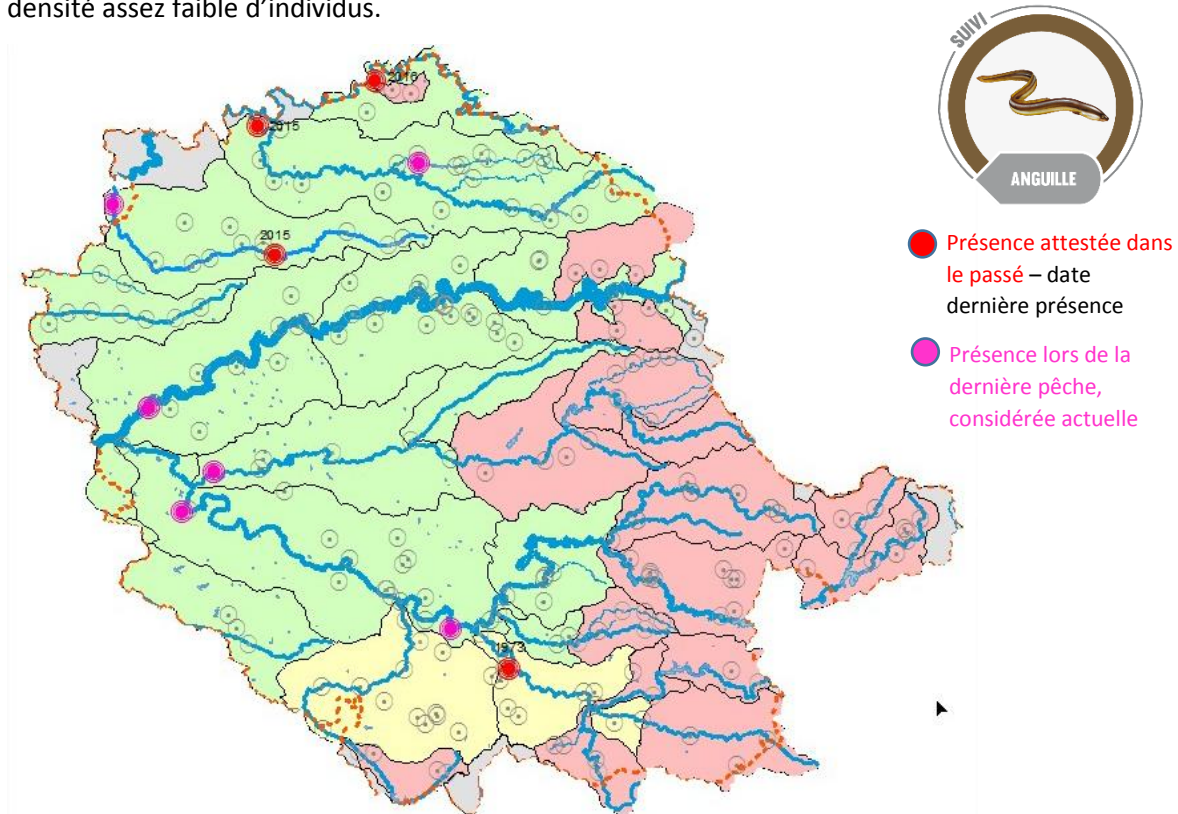 densité assez faible d’individus.
SUIVI
ANGUILLE
2016
2015
2015
1973
Présence attestée dans
le passé – date
dernière présence
Présence lors de la
dernière pêche,
considérée actuelle